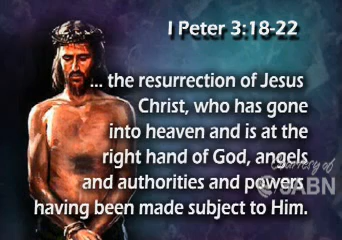 I Peter 3:18-22
... the resurrection of Jesus
Christ, who has gone
into heaven and is at the
right hand of God, angels
and authorities and powers
having been made subject to Him.
Courtesy of
3ABN